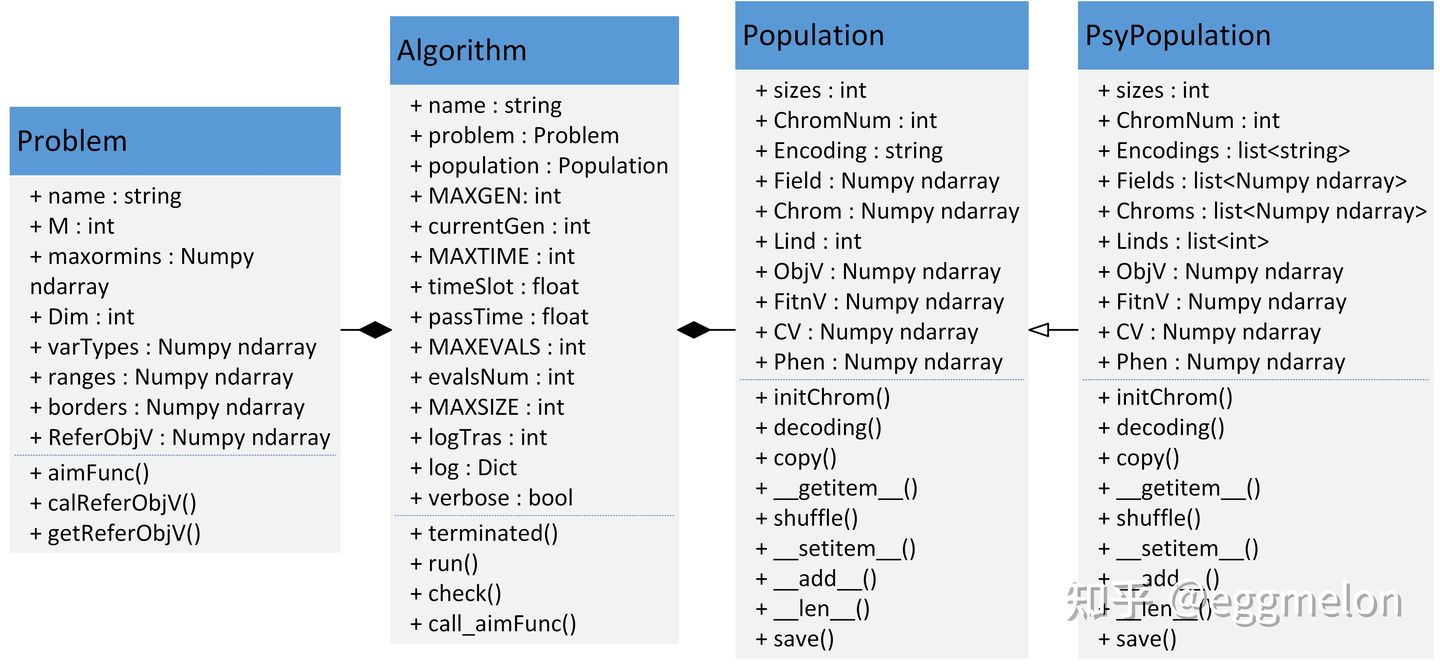 Problem
+ name : string
+ M : int
+ maxormins : Numpy
ndarray
+ Dim : int
+ varTypes : Numpy ndarray
+ ranges : Numpy ndarray
+ borders : Numpy ndarray
+ ReferObjV : Numpy ndarray
+ aimFunc()
+ calReferObjV()
+ getReferObjV()
Algorithm
+ name : string
+ problem : Problem
+ population : Population
+ MAXGEN: int
+ currentGen : int
+ MAXTIME : int
+ timeSlot : float
+ passTime : float
+ MAXEVALS : int
+ evalsNum : int
+ MAXSIZE : int
+ logTras : int
+ log : Dict
+ verbose : bool
+ terminated()
+ run()
+ check()
+ call_aimFunc()
Population
+ sizes : int
+ ChromNum : int
+ Encoding : string
+ Field : Numpy ndarray
+ Chrom : Numpy ndarray
+ Lind : int
+ ObjV : Numpy ndarray
+ FitnV : Numpy ndarray
+ CV : Numpy ndarray
+ Phen : Numpy ndarray
+ initChrom()
+ decoding()
+ copy()
+ __getitem__()
+ shuffle()
+ __setitem__()
+ __add__()
+ __len__()
+ save()
PsyPopulation
+ sizes : int
+ ChromNum : int
+ Encodings : list<string>
+ Fields : list<Numpy ndarray>
+ Chroms : list<Numpy ndarray>
+ Linds : list<int>
+ ObjV : Numpy ndarray
+ FitnV : Numpy ndarray
+ CV : Numpy ndarray
+ Phen : Numpy ndarray
+ initChrom()
+ decoding()
+ copy()
+ __getitem__()
+ shuffle()
+ __setitem__()
+ __add__()
+ __len__()
+ save()
知乎 @eggmelon